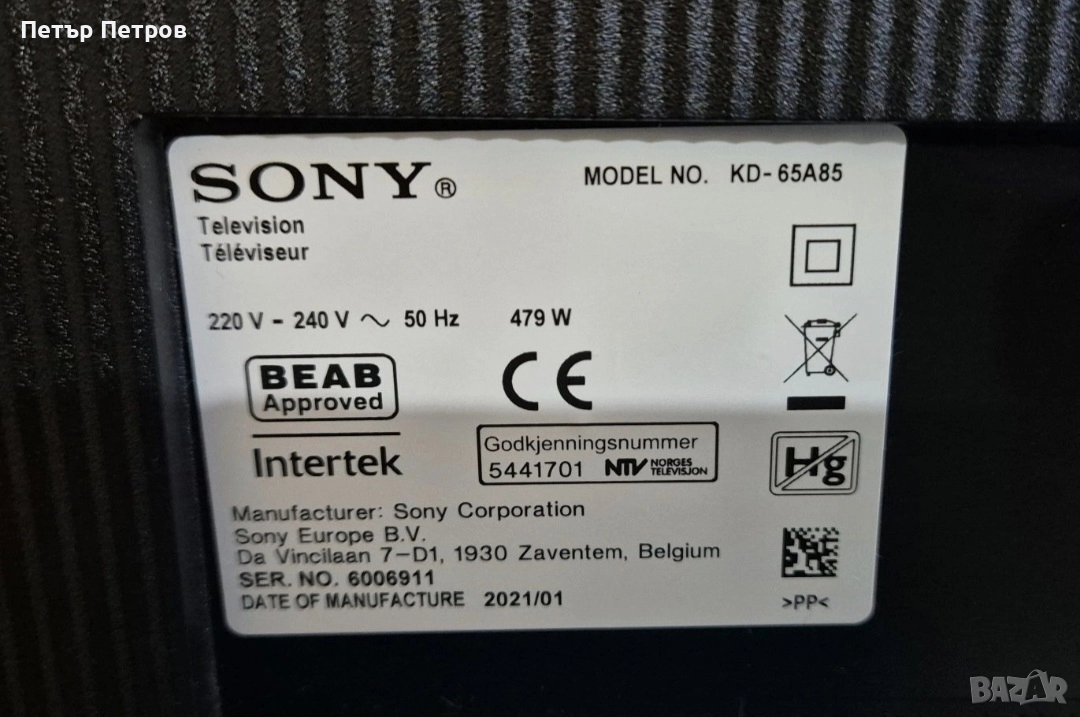 Петър Петров
SONY®
MODEL NO. KD-65A85
Television
Téléviseur
220 V - 240 V ~ 50 Hz 479 W
BEAB
Approved
CE
Intertek
Godkjenningsnummer
5441701 NTV NORGES TELEVISJON
Hg
Manufacturer: Sony Corporation
Sony Europe B.V.
Da Vincilaan 7-D1, 1930 Zaventem, Belgium
SER. NO. 6006911
DATE OF MANUFACTURE 2021/01
>PP<
BAZAR